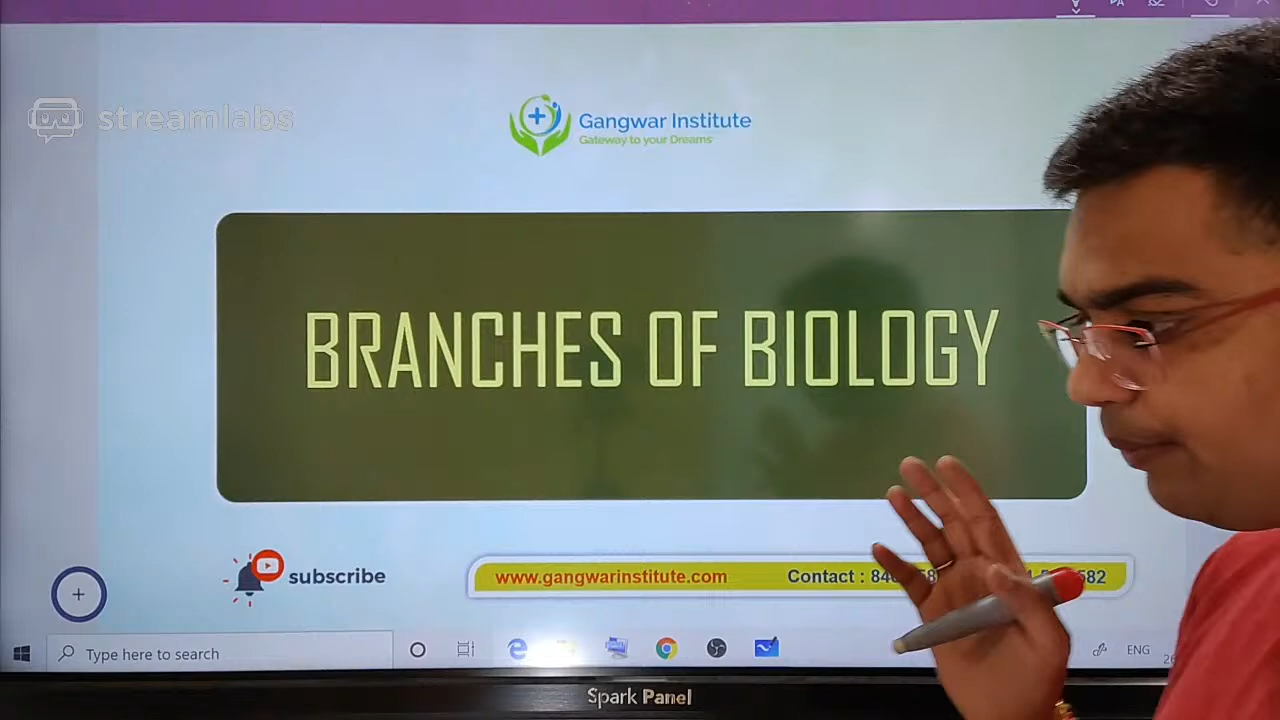 streamlabs
Gangwar Institute
Gateway to your Dreams
BRANCHES OF BIOLOGY
subscribe
www.gangwarinstitute.com
Contact :
582
Type here to search
ENG
Spark Panel